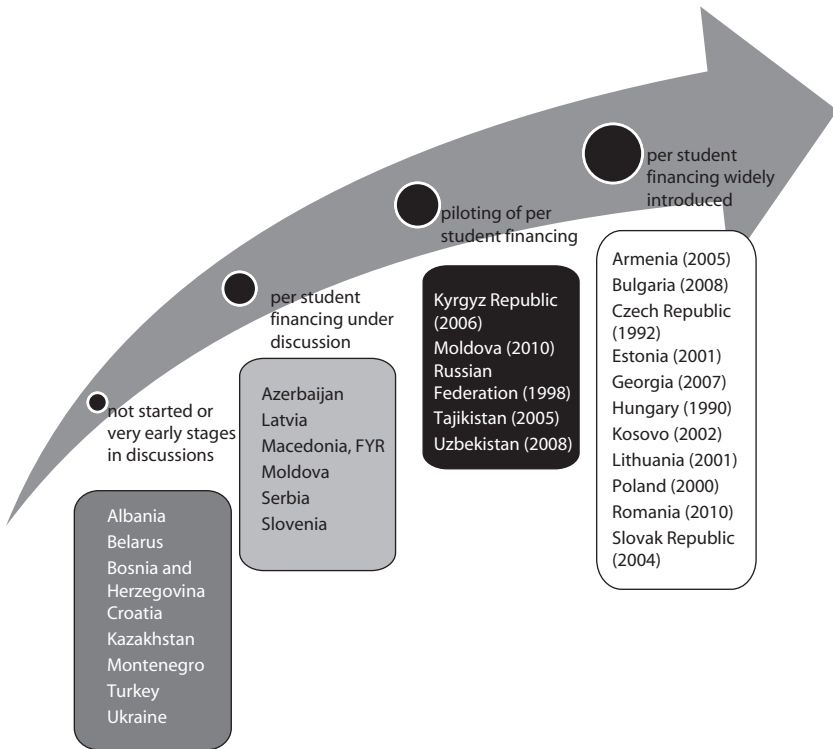 not started or
very early stages
in discussions
Albania
Belarus
Bosnia and
Herzegovina
Croatia
Kazakhstan
Montenegro
Turkey
Ukraine
per student
financing under
discussion
Azerbaijan
Latvia
Macedonia, FYR
Moldova
Serbia
Slovenia
piloting of per
student financing
Kyrgyz Republic
(2006)
Moldova (2010)
Russian
Federation (1998)
Tajikistan (2005)
Uzbekistan (2008)
per student
financing widely
introduced
Armenia (2005)
Bulgaria (2008)
Czech Republic
(1992)
Estonia (2001)
Georgia (2007)
Hungary (1990)
Kosovo (2002)
Lithuania (2001)
Poland (2000)
Romania (2010)
Slovak Republic
(2004)